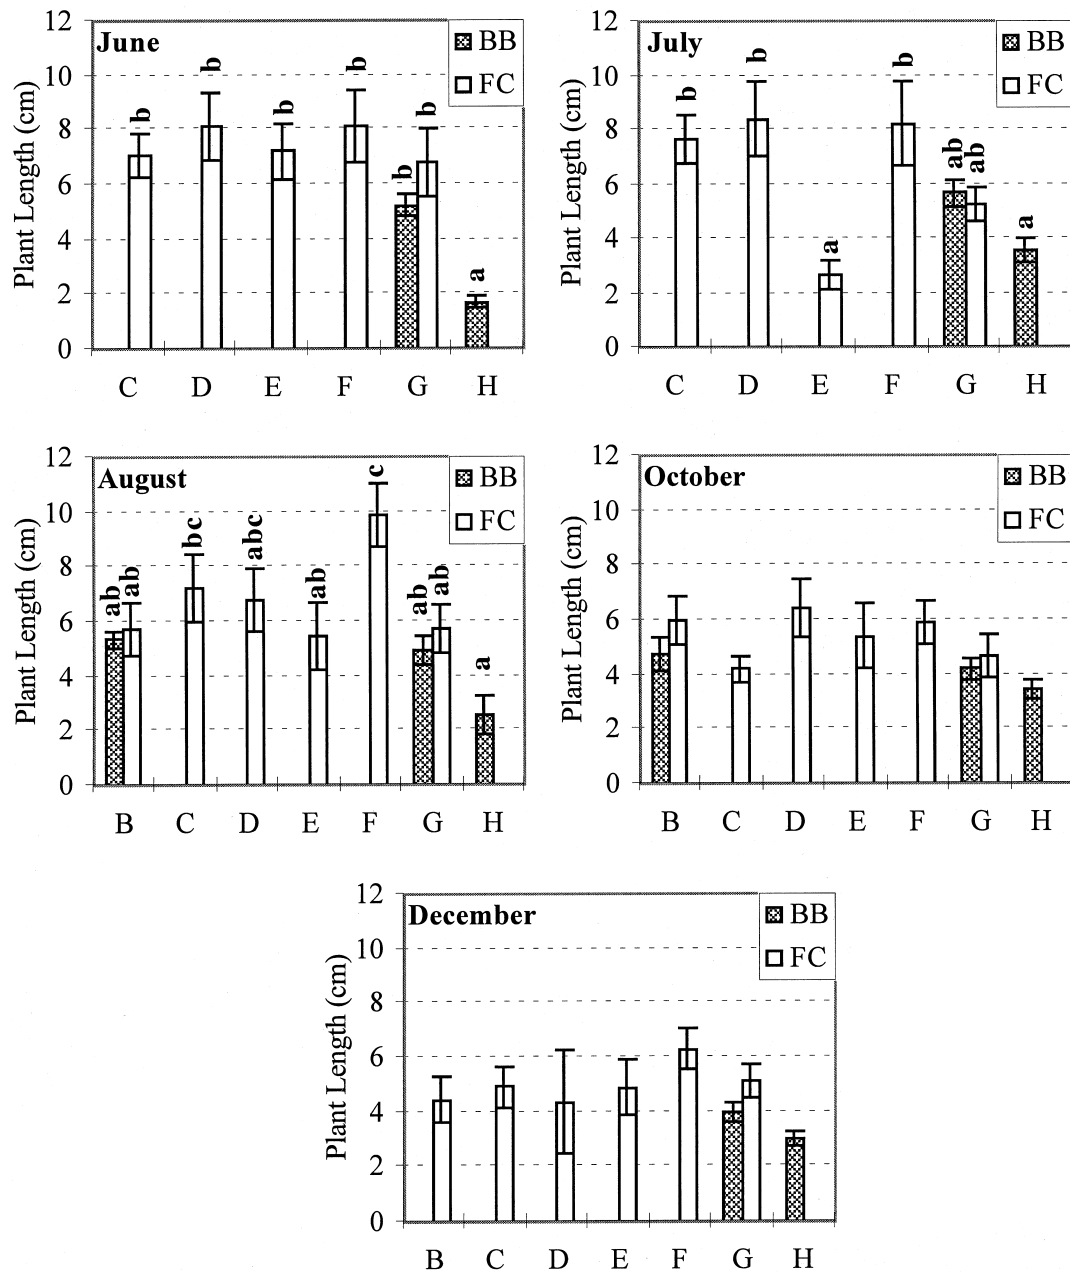 June
BB
FC
Plant Length (cm)
12
10
8
6
4
2
0
b
b
b
b
b
b
a
C D E F G H
July
BB
FC
Plant Length (cm)
12
10
8
6
4
2
0
b
b
a
b
ab
ab
a
C D E F G H
August
BB
FC
Plant Length (cm)
12
10
8
6
4
2
0
ab
ab
bc
abc
ab
c
ab
ab
a
B C D E F G H
October
BB
FC
Plant Length (cm)
12
10
8
6
4
2
0
B C D E F G H
December
BB
FC
Plant Length (cm)
12
10
8
6
4
2
0
B C D E F G H